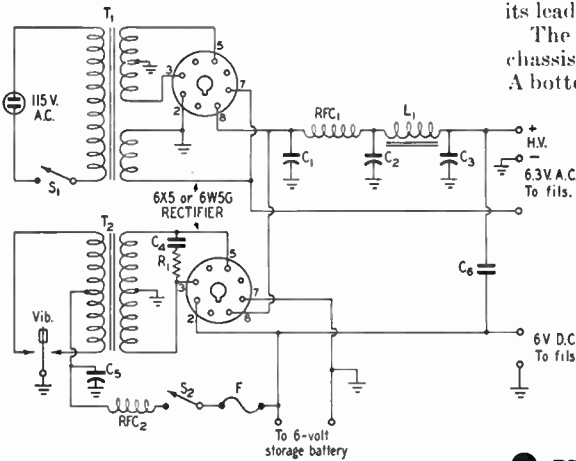 its lead
The
chassis
A botto
T1
5
3
7
2
8
115 V.
A.C.
S1
RFC1
L1
+
H.V.
−
C1
C2
C3
6.3V. A.C.
To fils.
6X5 or 6W5G
RECTIFIER
T2
C4
R1
5
3
7
2
8
C6
Vib.
C5
6V D.C
To fils
RFC2
S2
F
To 6-volt
storage battery